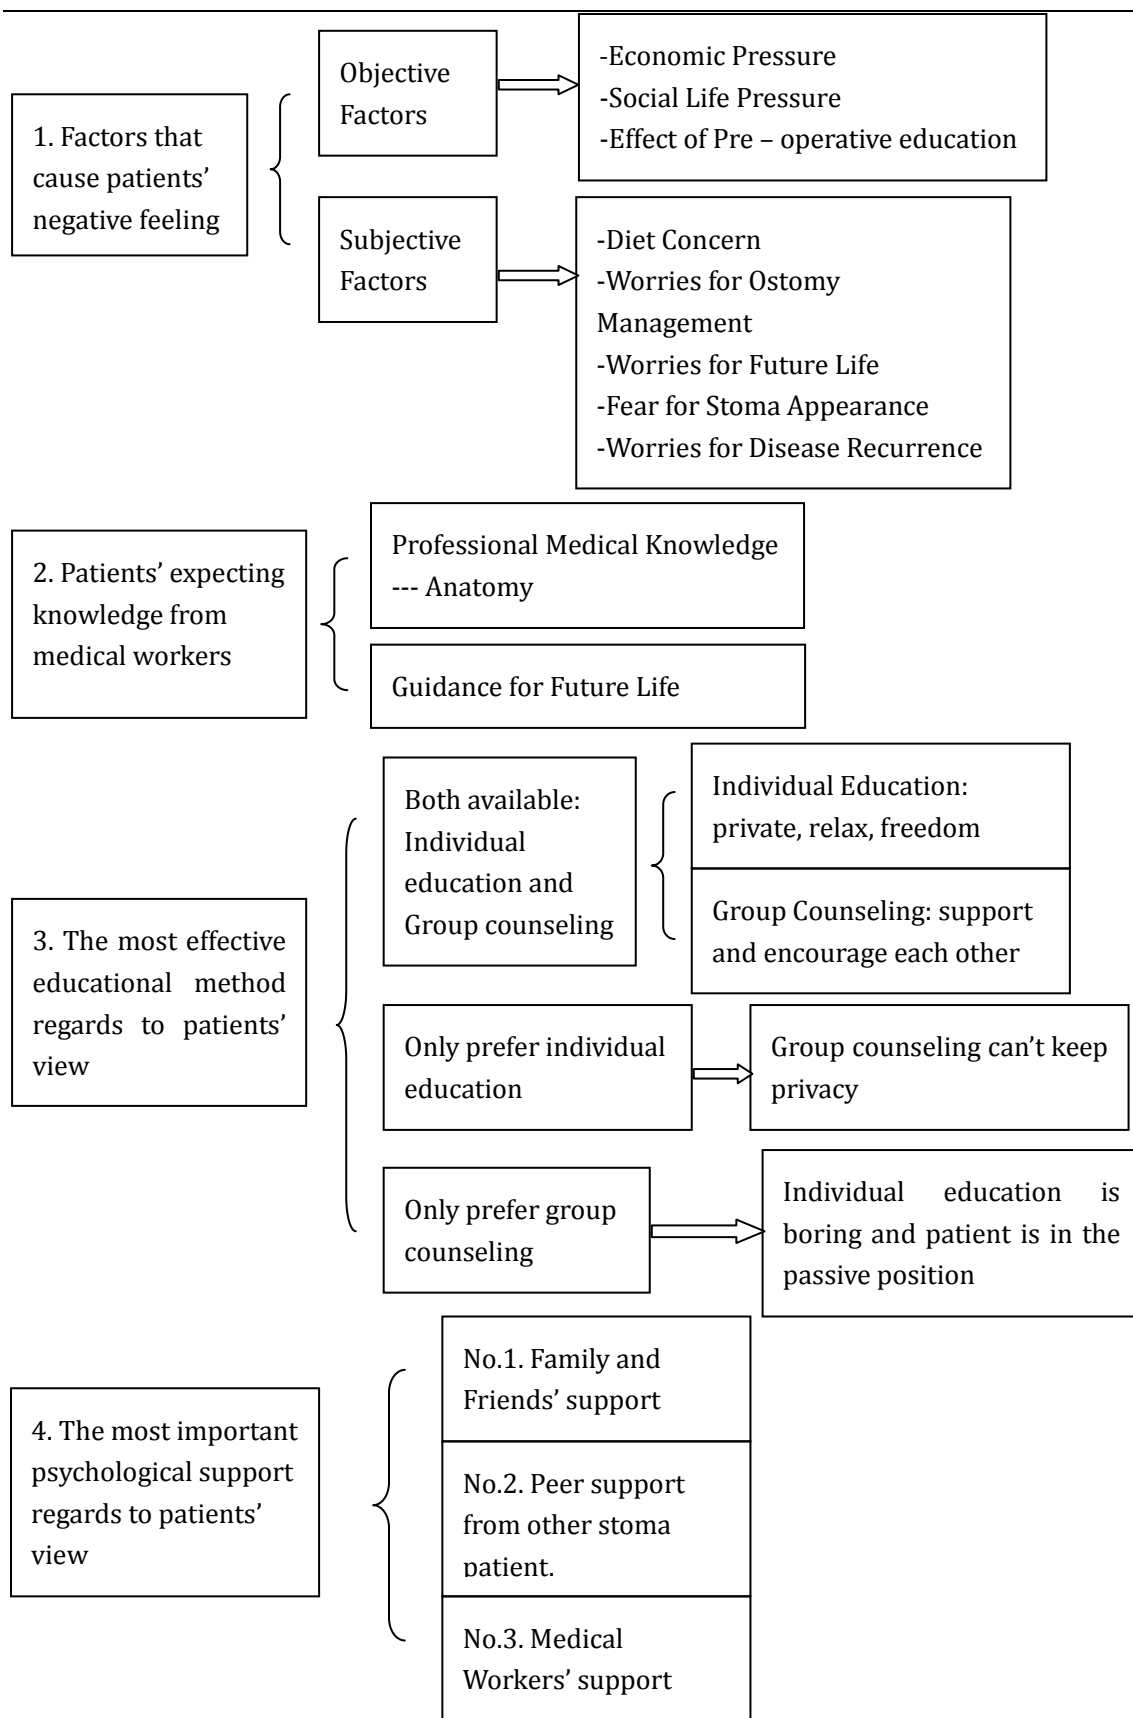 1. Factors that
cause patients’
negative feeling
Objective
Factors
-Economic Pressure
-Social Life Pressure
-Effect of Pre – operative education
Subjective
Factors
-Diet Concern
-Worries for Ostomy
Management
-Worries for Future Life
-Fear for Stoma Appearance
-Worries for Disease Recurrence
2. Patients’ expecting
knowledge from
medical workers
Professional Medical Knowledge
--- Anatomy
Guidance for Future Life
3. The most effective
educational method
regards to patients’
view
Both available:
Individual
education and
Group counseling
Individual Education:
private, relax, freedom
Group Counseling: support
and encourage each other
Only prefer individual
education
Group counseling can’t keep
privacy
Only prefer group
counseling
Individual education is
boring and patient is in the
passive position
4. The most important
psychological support
regards to patients’
view
No.1. Family and
Friends’ support
No.2. Peer support
from other stoma
patient.
No.3. Medical
Workers’ support